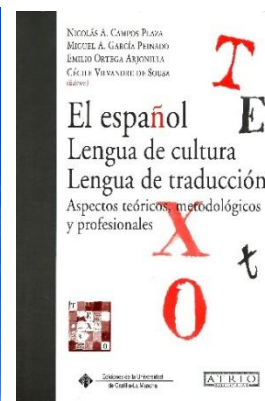 NICOLÁS A. CAMPOS PLAZA
MIGUEL A. GARCÍA PEINADO
EMILIO ORTEGA ARJONILLA
CÉCILE VILVANDRE DE SOUSA
T
E
El español
Lengua de cultura
Lengua de traducción
Aspectos teóricos, metodológicos
y profesionales
X
t
O
Ediciones de la Universidad
de Castilla-La Mancha
ATRIO